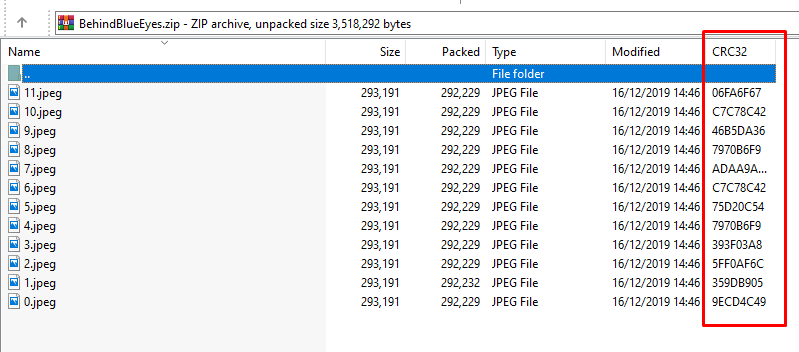 BehindBlueEyes.zip - ZIP archive, unpacked size 3,518,292 bytes
Name Size Packed Type Modified CRC32
.. File folder
11.jpeg 293,191 292,229 JPEG File 16/12/2019 14:46 06FA6F67
10.jpeg 293,191 292,229 JPEG File 16/12/2019 14:46 C7C78C42
9.jpeg 293,191 292,229 JPEG File 16/12/2019 14:46 46B5DA36
8.jpeg 293,191 292,229 JPEG File 16/12/2019 14:46 7970B6F9
7.jpeg 293,191 292,229 JPEG File 16/12/2019 14:46 ADAA9A...
6.jpeg 293,191 292,229 JPEG File 16/12/2019 14:46 C7C78C42
5.jpeg 293,191 292,229 JPEG File 16/12/2019 14:46 75D20C54
4.jpeg 293,191 292,229 JPEG File 16/12/2019 14:46 7970B6F9
3.jpeg 293,191 292,229 JPEG File 16/12/2019 14:46 393F03A8
2.jpeg 293,191 292,229 JPEG File 16/12/2019 14:46 5FF0AF6C
1.jpeg 293,191 292,232 JPEG File 16/12/2019 14:46 359DB905
0.jpeg 293,191 292,229 JPEG File 16/12/2019 14:46 9ECD4C49